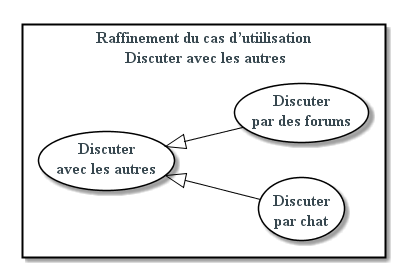 Raffinement du cas d’utiilisation
Discuter avec les autres
Discuter
par des forums
Discuter
avec les autres
Discuter
par chat